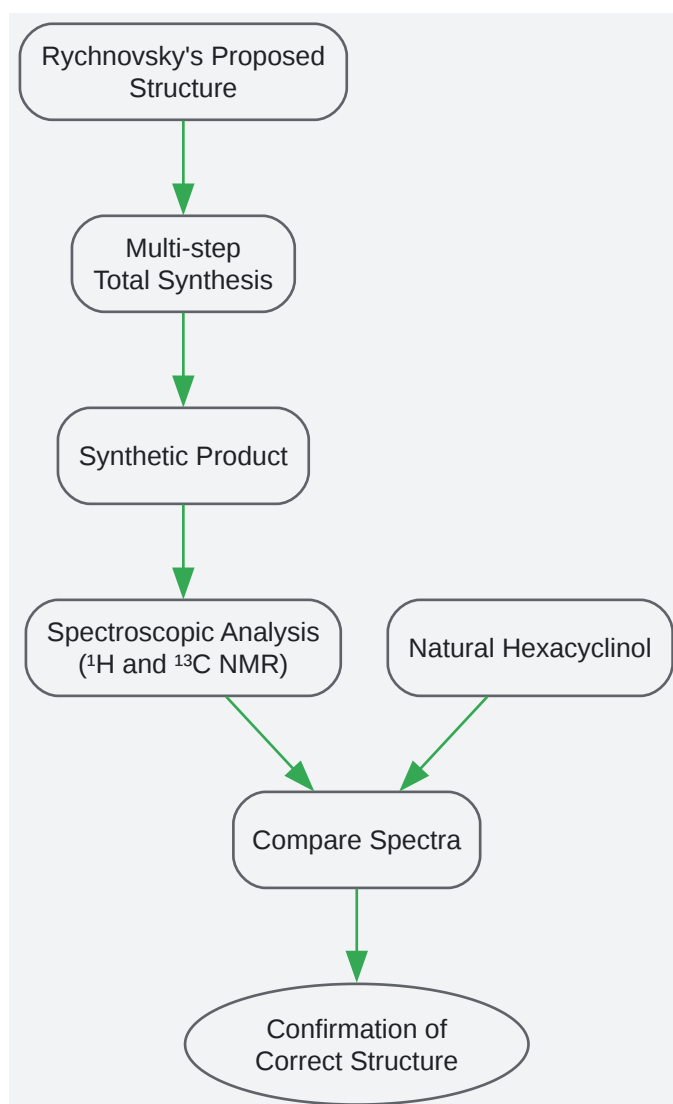 Rychnovsky's Proposed
Structure
Multi-step
Total Synthesis
Synthetic Product
Spectroscopic Analysis
(¹H and ¹³C NMR)
Natural Hexacyclinol
Compare Spectra
Confirmation of
Correct Structure